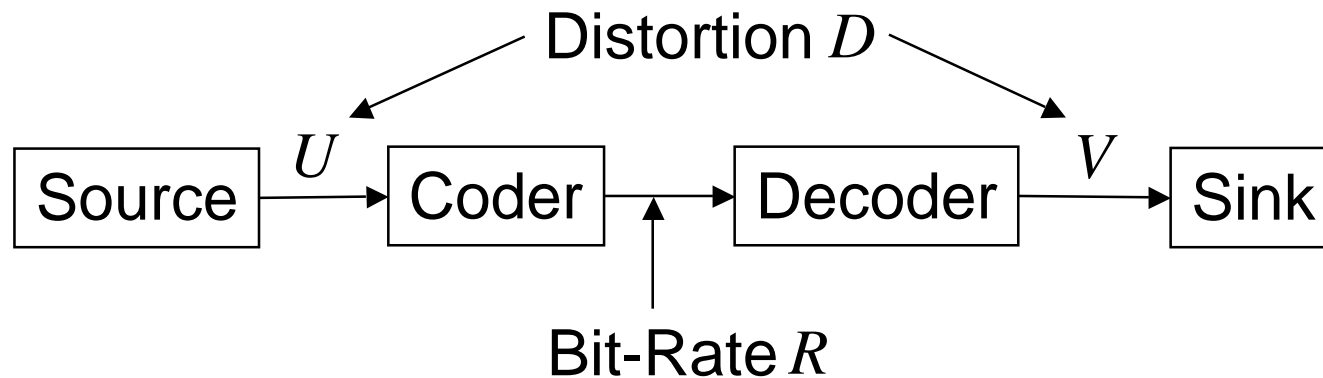 Distortion D
U
V
Source
Coder
Decoder
Sink
Bit-Rate R